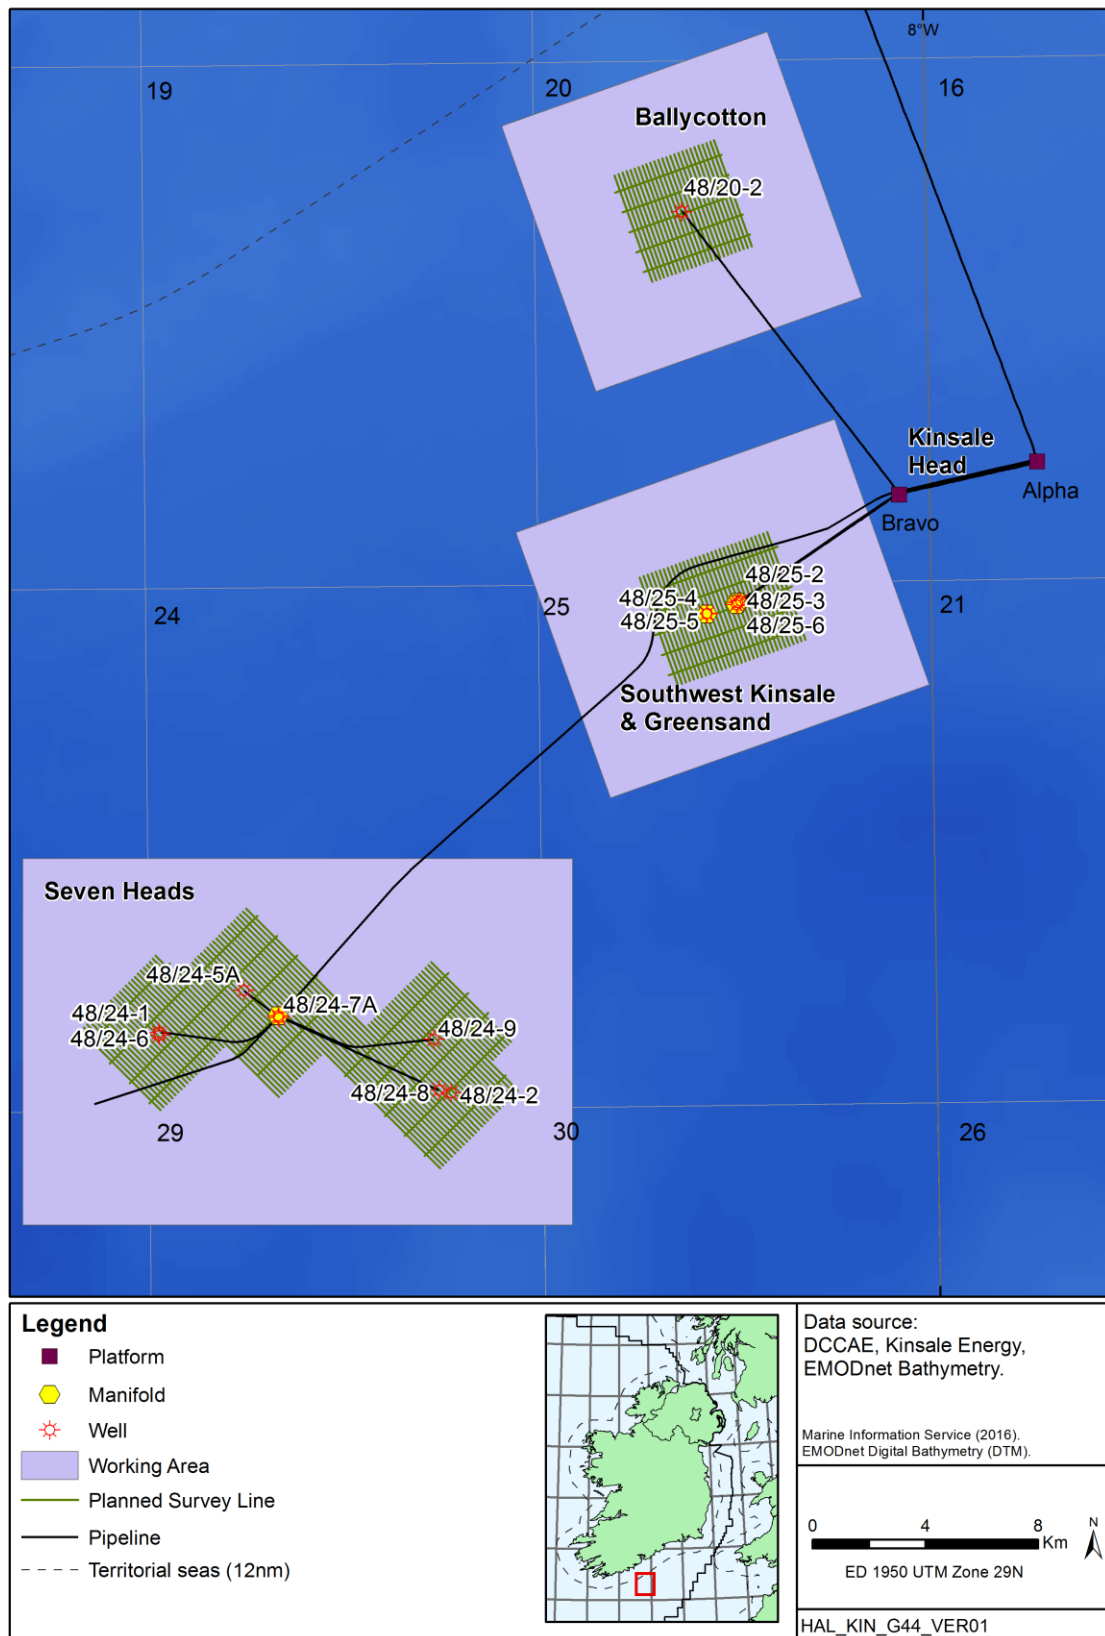 8°W
19
20
16
Ballycotton
48/20-2
Kinsale
Head
Alpha
Bravo
24
25
21
48/25-2
48/25-4
48/25-3
48/25-5
48/25-6
Southwest Kinsale
& Greensand
Seven Heads
48/24-5A
48/24-7A
48/24-1
48/24-6
48/24-9
48/24-8
48/24-2
29
30
26
Legend
Platform
Manifold
Well
Working Area
Planned Survey Line
Pipeline
Territorial seas (12nm)
Data source:
DCCAE, Kinsale Energy,
EMODnet Bathymetry.
Marine Information Service (2016).
EMODnet Digital Bathymetry (DTM).
0 4 8
Km
N
ED 1950 UTM Zone 29N
HAL_KIN_G44_VER01